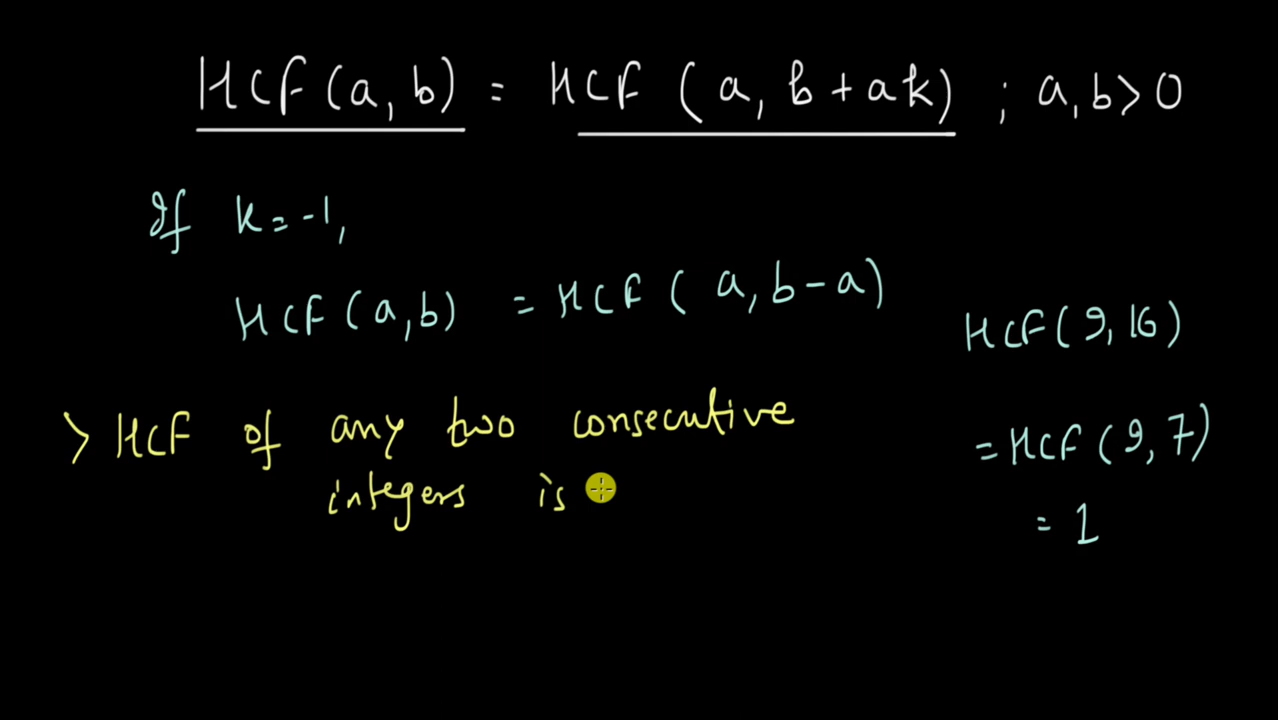 HCF (a, b) = HCF (a, b + ak) ; a, b > 0
If k = -1,
HCF (a, b) = HCF (a, b - a)
HCF (9, 16)
= HCF (9, 7)
= 1
> HCF of any two consecutive
integers is